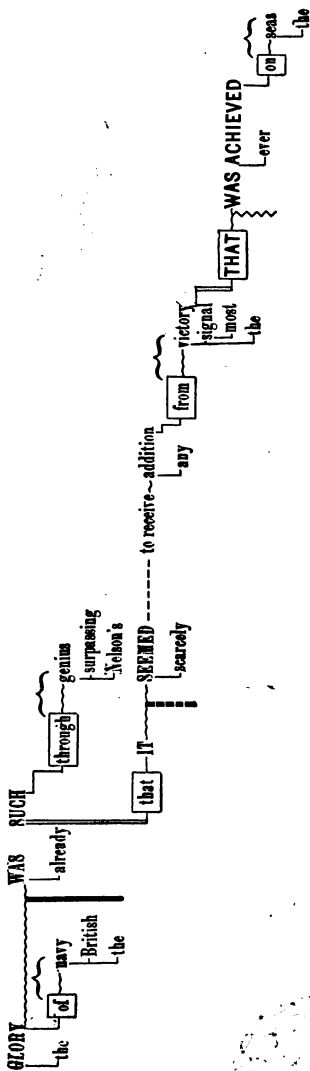 GLORY WAS SUCH
the
of
navy
British
the
already
through
genius
surpassing
Nelson's
that
IT SEEMED to receive addition
scarcely
any
from
victory
signal
most
the
THAT
WAS ACHIEVED
ever
on
seas
the